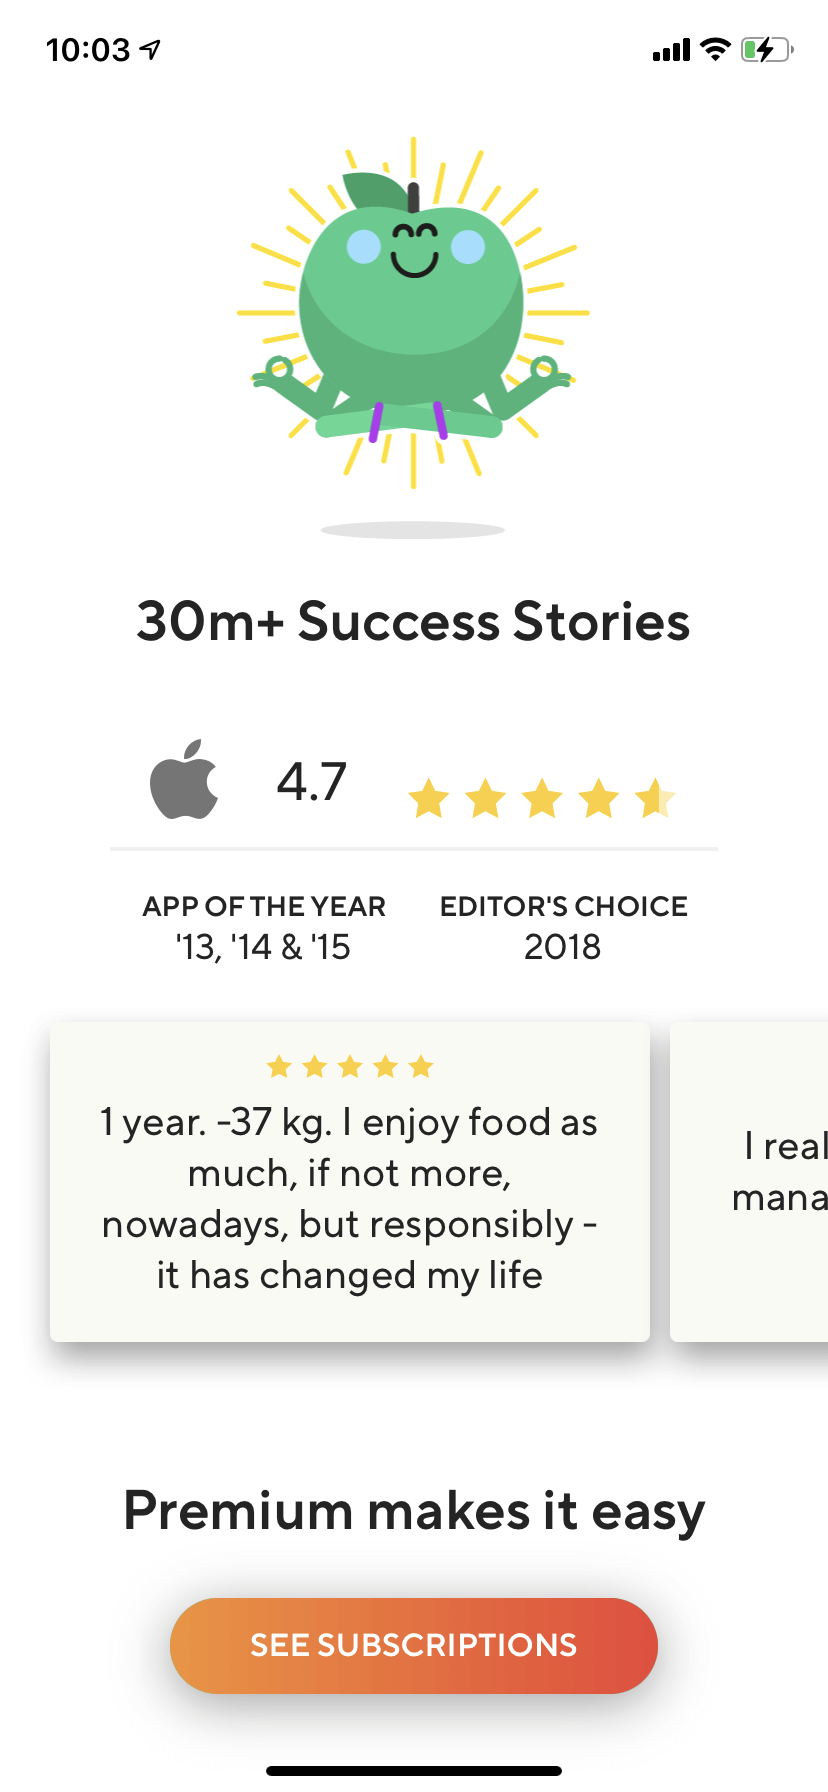 10:03
30m+ Success Stories
4.7
APP OF THE YEAR
'13, '14 & '15
EDITOR'S CHOICE
2018
1 year. -37 kg. I enjoy food as
much, if not more,
nowadays, but responsibly -
it has changed my life
I
Premium makes it easy
SEE SUBSCRIPTIONS